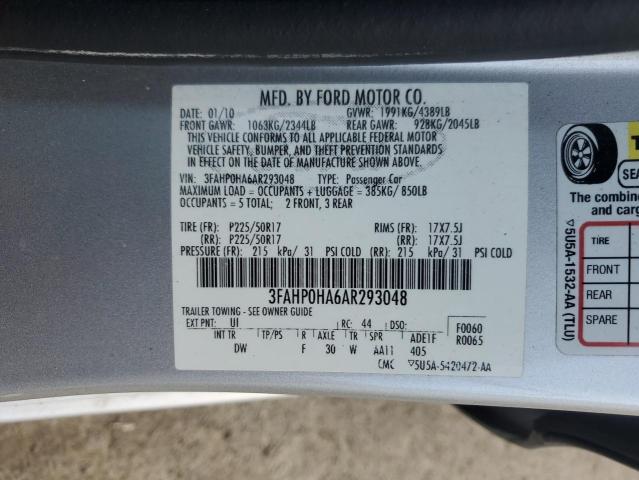 MFD. BY FORD MOTOR CO.
DATE: 01/10 GVWR: 1991KG/4389LB
FRONT GAWR: 1063KG/2344LB REAR GAWR: 928KG/2045LB
THIS VEHICLE CONFORMS TO ALL APPLICABLE FEDERAL MOTOR
VEHICLE SAFETY, BUMPER, AND THEFT PREVENTION STANDARDS
IN EFFECT ON THE DATE OF MANUFACTURE SHOWN ABOVE.
VIN: 3FAHP0HA6AR293048 TYPE: Passenger Car
MAXIMUM LOAD = OCCUPANTS + LUGGAGE = 385KG/850LB
OCCUPANTS = 5 TOTAL; 2 FRONT, 3 REAR
TIRE (FR): P225/50R17 RIMS (FR): 17X7.5J
(RR): P225/50R17 (RR): 17X7.5J
PRESSURE (FR): 215 kPa/ 31 PSI COLD (RR): 215 kPa/ 31 PSI COLD
3FAHP0HA6AR293048
TRAILER TOWING - SEE OWNER GUIDE
EXT PNT: UI RC: 44 DSO: F0060
INT TR TP/PS R AXLE TR SPR ADE1F R0065
DW F 30 W AA11 405
CMC ▽5U5A-5420472-AA
SEA
The combine
and carg
TIRE
FRONT
REAR
SPARE
▽5U5A-1532-AA (TLU)